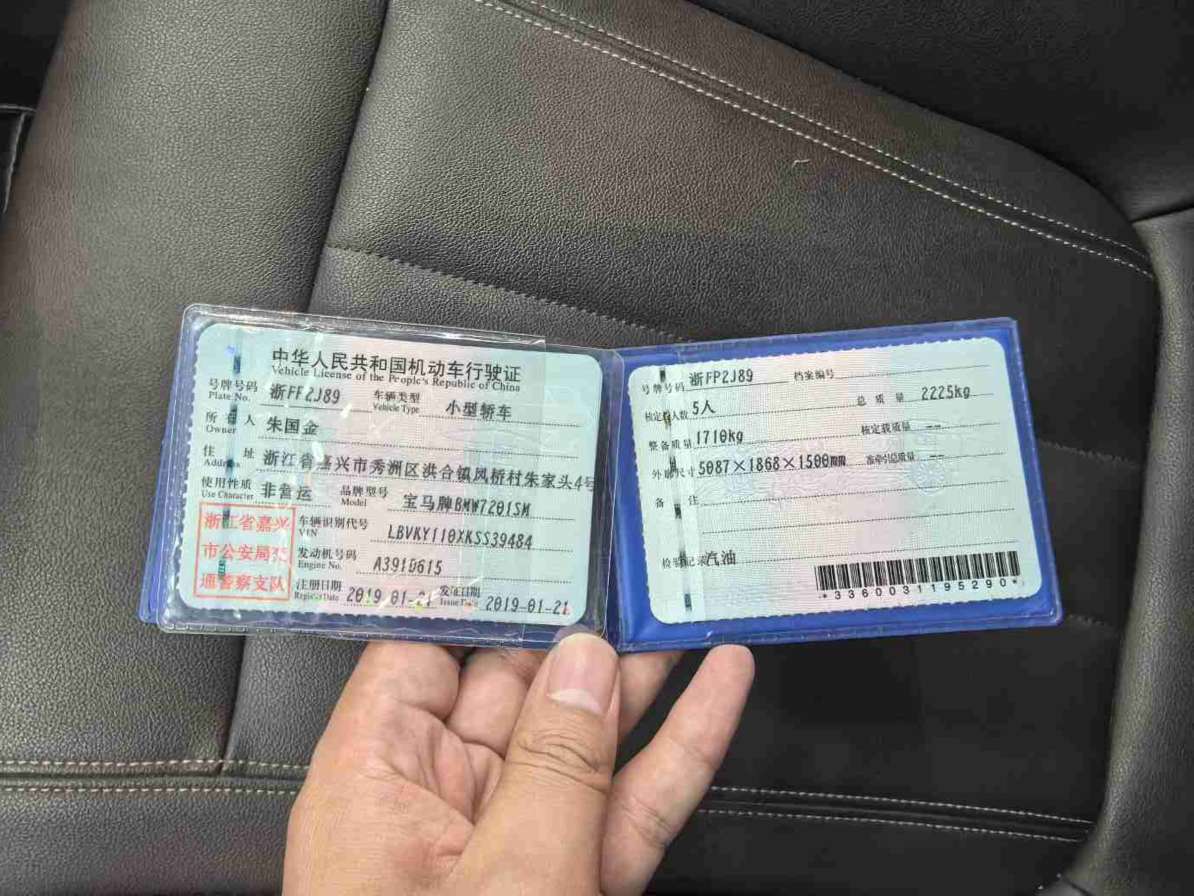 中华人民共和国机动车行驶证
Vehicle License of the People's Republic of China
号牌号码 浙FP2J89 车辆类型 小型轿车
Plate No. Vehicle Type
所有人 朱国金
Owner
住址 浙江省嘉兴市秀洲区洪合镇凤桥村朱家头4号
Address
使用性质 非营运 品牌型号 宝马牌BMW7201SM
Use Character Model
浙江省嘉兴
市公安局交
通警察支队
车辆识别代号 LBVKY110XKSS39484
VIN
发动机号码 A391D615
Engine No.
注册日期 2019-01-21 发证日期 2019-01-21
Register Date Issue Date
号牌号码 浙FP2J89 档案编号
核定载人数 5人 总质量 2225kg
整备质量 1710kg 核定载质量 --
外廓尺寸 5087×1868×1500mm 准牵引总质量 --
备注
检验记录 汽油
*3360031195290*